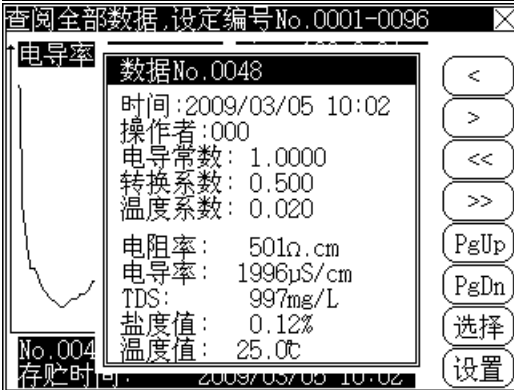 查阅全部数据,设定编号No.0001-0096
电导率
数据No.0048
时间:2009/03/05 10:02
操作者:000
电导常数: 1.0000
转换系数: 0.500
温度系数: 0.020
电阻率: 501Ω.cm
电导率: 1996μS/cm
TDS: 997mg/L
盐度值: 0.12%
温度值: 25.0℃
<
>
<<
>>
PgUp
PgDn
选择
设置
No.004
存贮时间: 2009/03/05 10:02